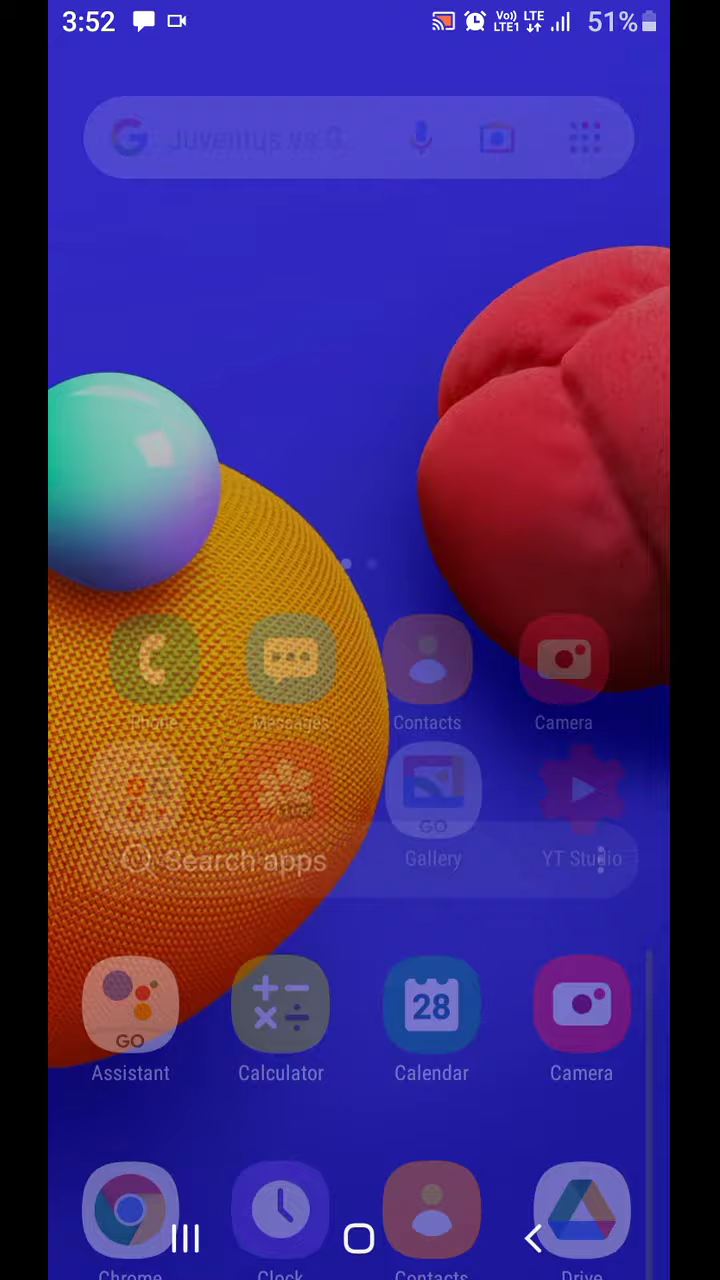 3:52 Vo) LTE1 LTE 51%
Juventus vs
Phone Messages Contacts Camera
GO
Gallery YT Studio
Search apps
28
GO
Assistant Calculator Calendar Camera
Chrome Clock Contacts Drive